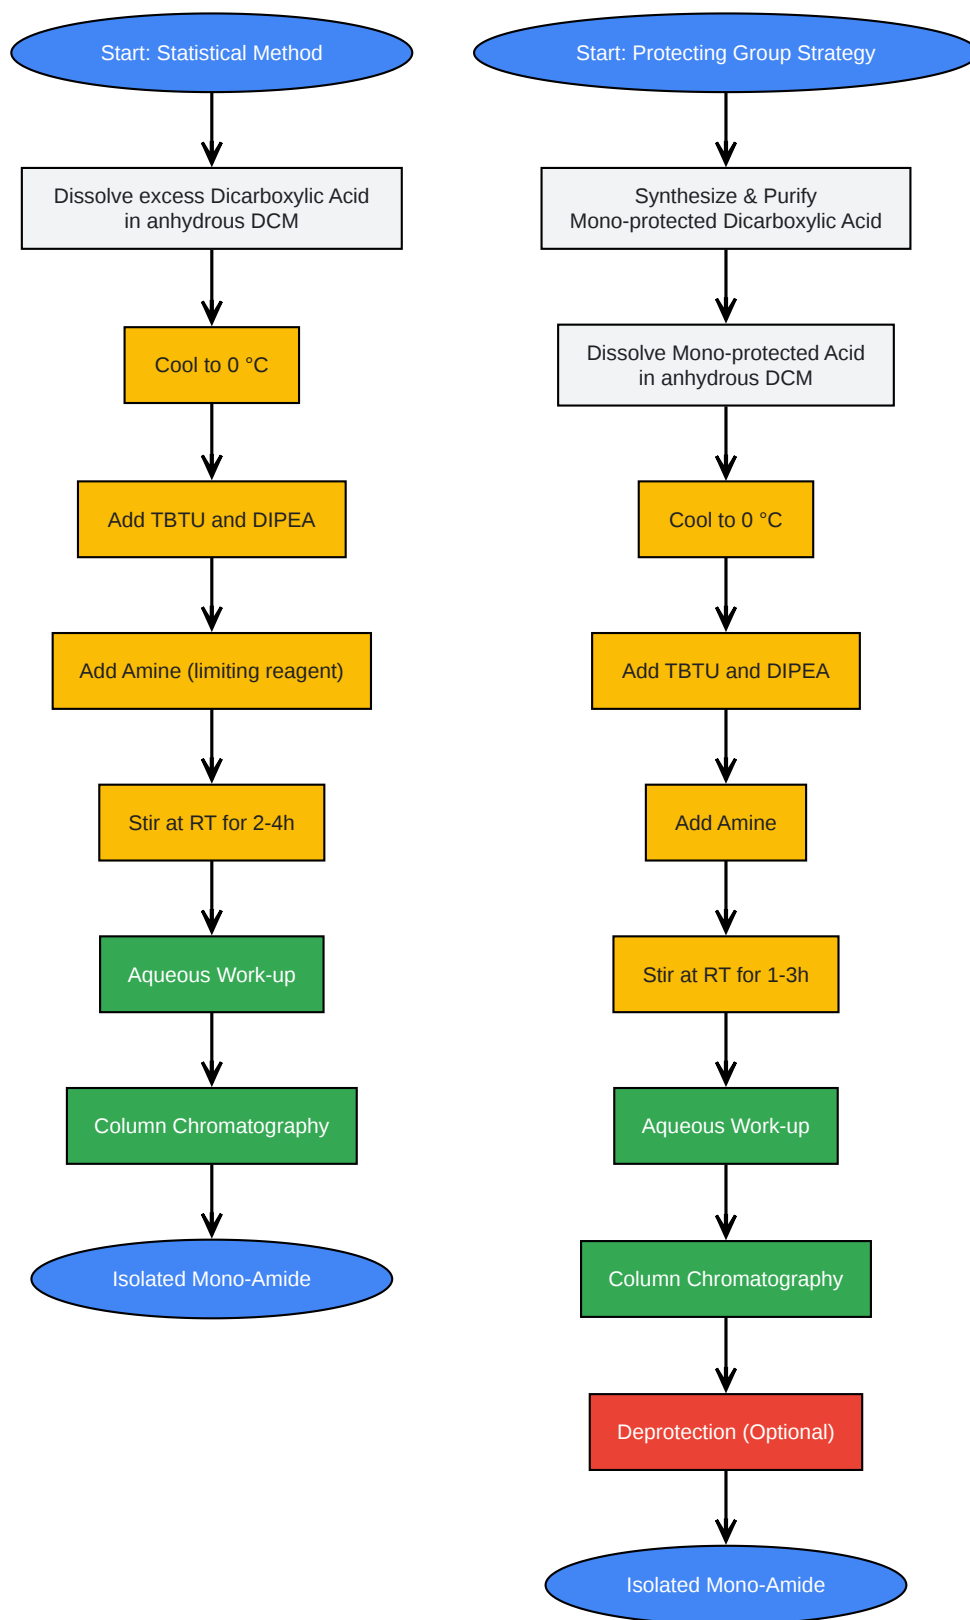 Start: Statistical Method
Dissolve excess Dicarboxylic Acid
in anhydrous DCM
Cool to 0 °C
Add TBTU and DIPEA
Add Amine (limiting reagent)
Stir at RT for 2-4h
Aqueous Work-up
Column Chromatography
Isolated Mono-Amide
Start: Protecting Group Strategy
Synthesize & Purify
Mono-protected Dicarboxylic Acid
Dissolve Mono-protected Acid
in anhydrous DCM
Cool to 0 °C
Add TBTU and DIPEA
Add Amine
Stir at RT for 1-3h
Aqueous Work-up
Column Chromatography
Deprotection (Optional)
Isolated Mono-Amide